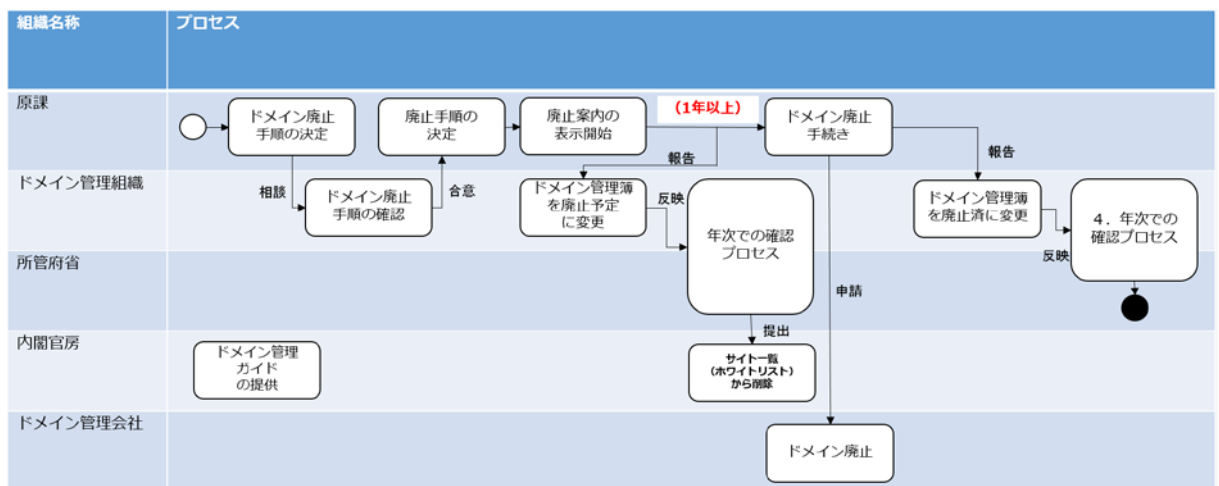 組織名称
プロセス
原課
ドメイン廃止
手順の決定
廃止手順の
決定
廃止案内の
表示開始
（1年以上）
ドメイン廃止
手続き
報告
報告
相談
合意
ドメイン管理組織
ドメイン廃止
手順の確認
ドメイン管理簿
を廃止予定
に変更
反映
年次での確認
プロセス
ドメイン管理簿
を廃止済に変更
反映
４．年次での
確認プロセス
所管府省
申請
提出
内閣官房
ドメイン管理
ガイド
の提供
サイト一覧
（ホワイトリスト）
から削除
ドメイン管理会社
ドメイン廃止